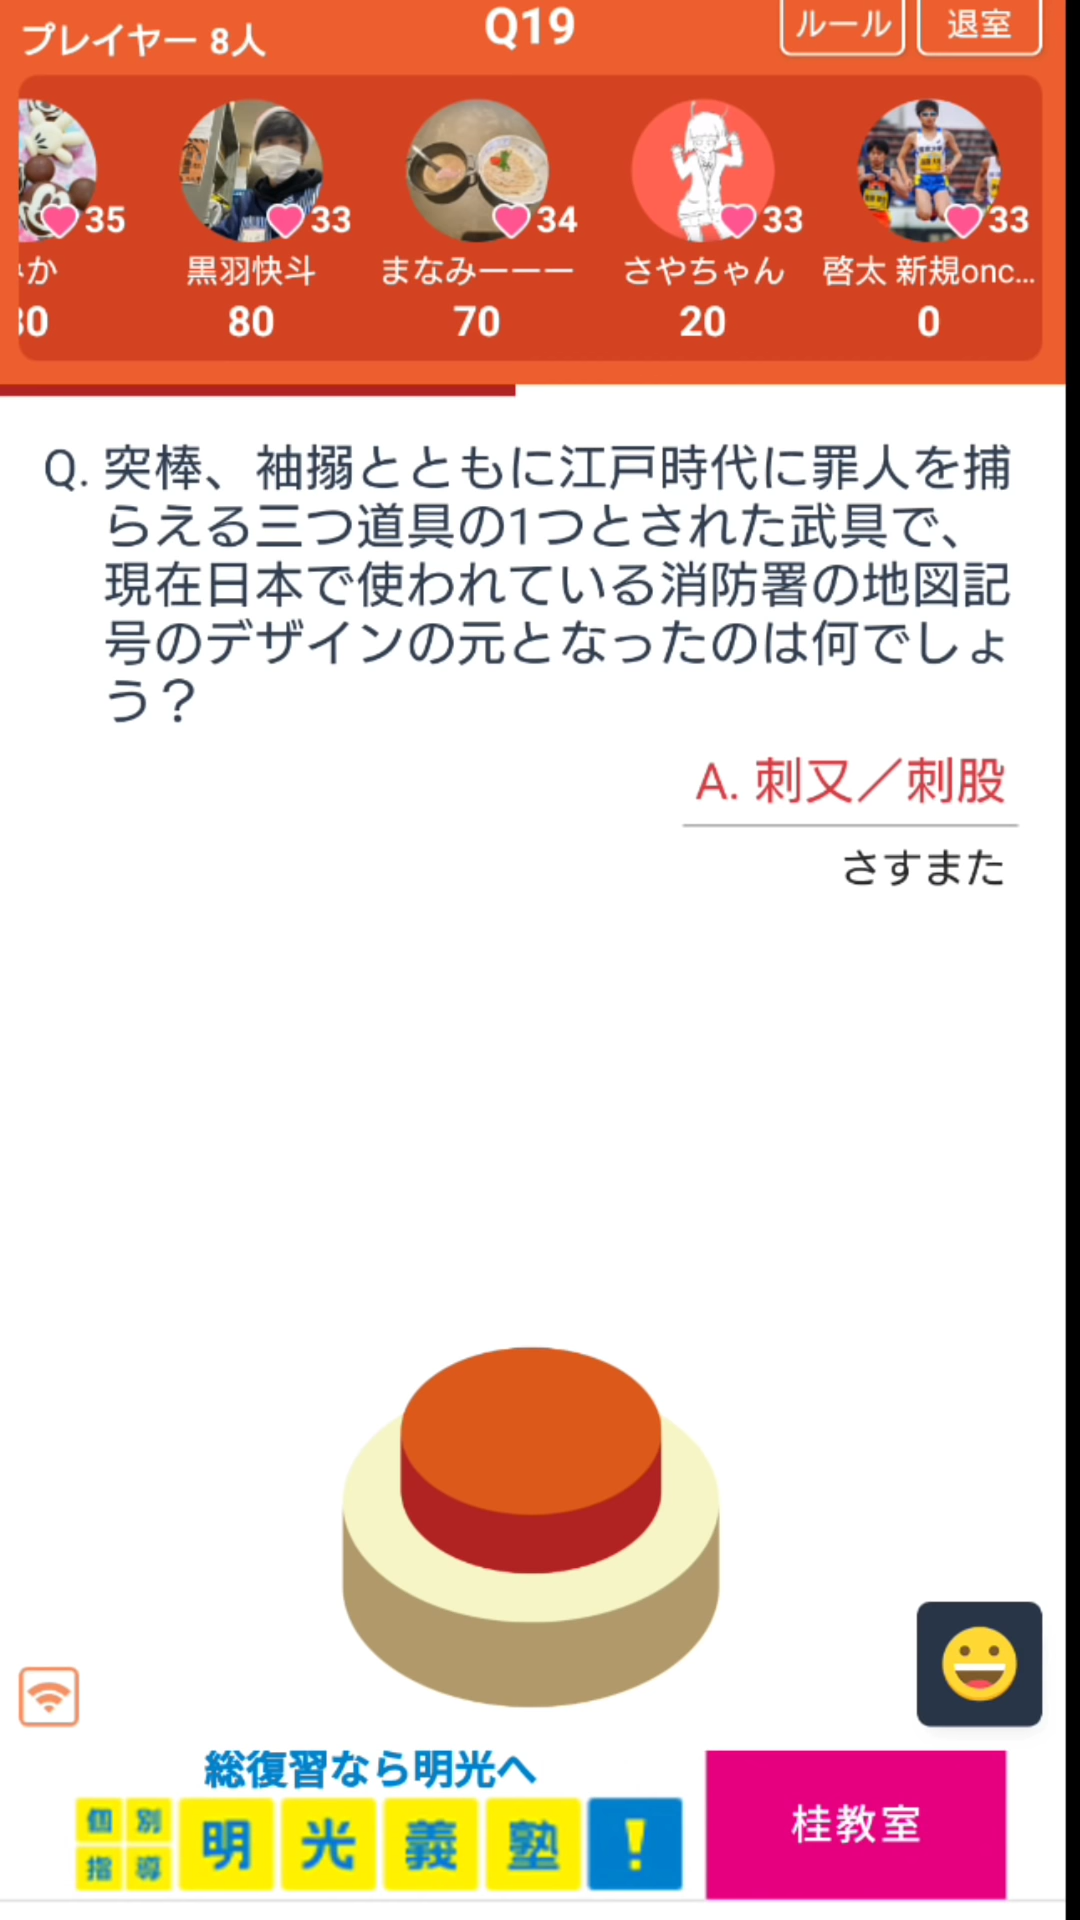 プレイヤー 8人
Q19
ルール
退室
35
33
34
33
33
か
黒羽快斗
まなみーーー
さやちゃん
啓太 新規onc...
80
70
20
0
Q. 突棒、袖搦とともに江戸時代に罪人を捕
らえる三つ道具の1つとされた武具で、
現在日本で使われている消防署の地図記
号のデザインの元となったのは何でしょ
う？
A. 刺又／刺股
さすまた
総復習なら明光へ
個別
指導
明光義塾!
桂教室